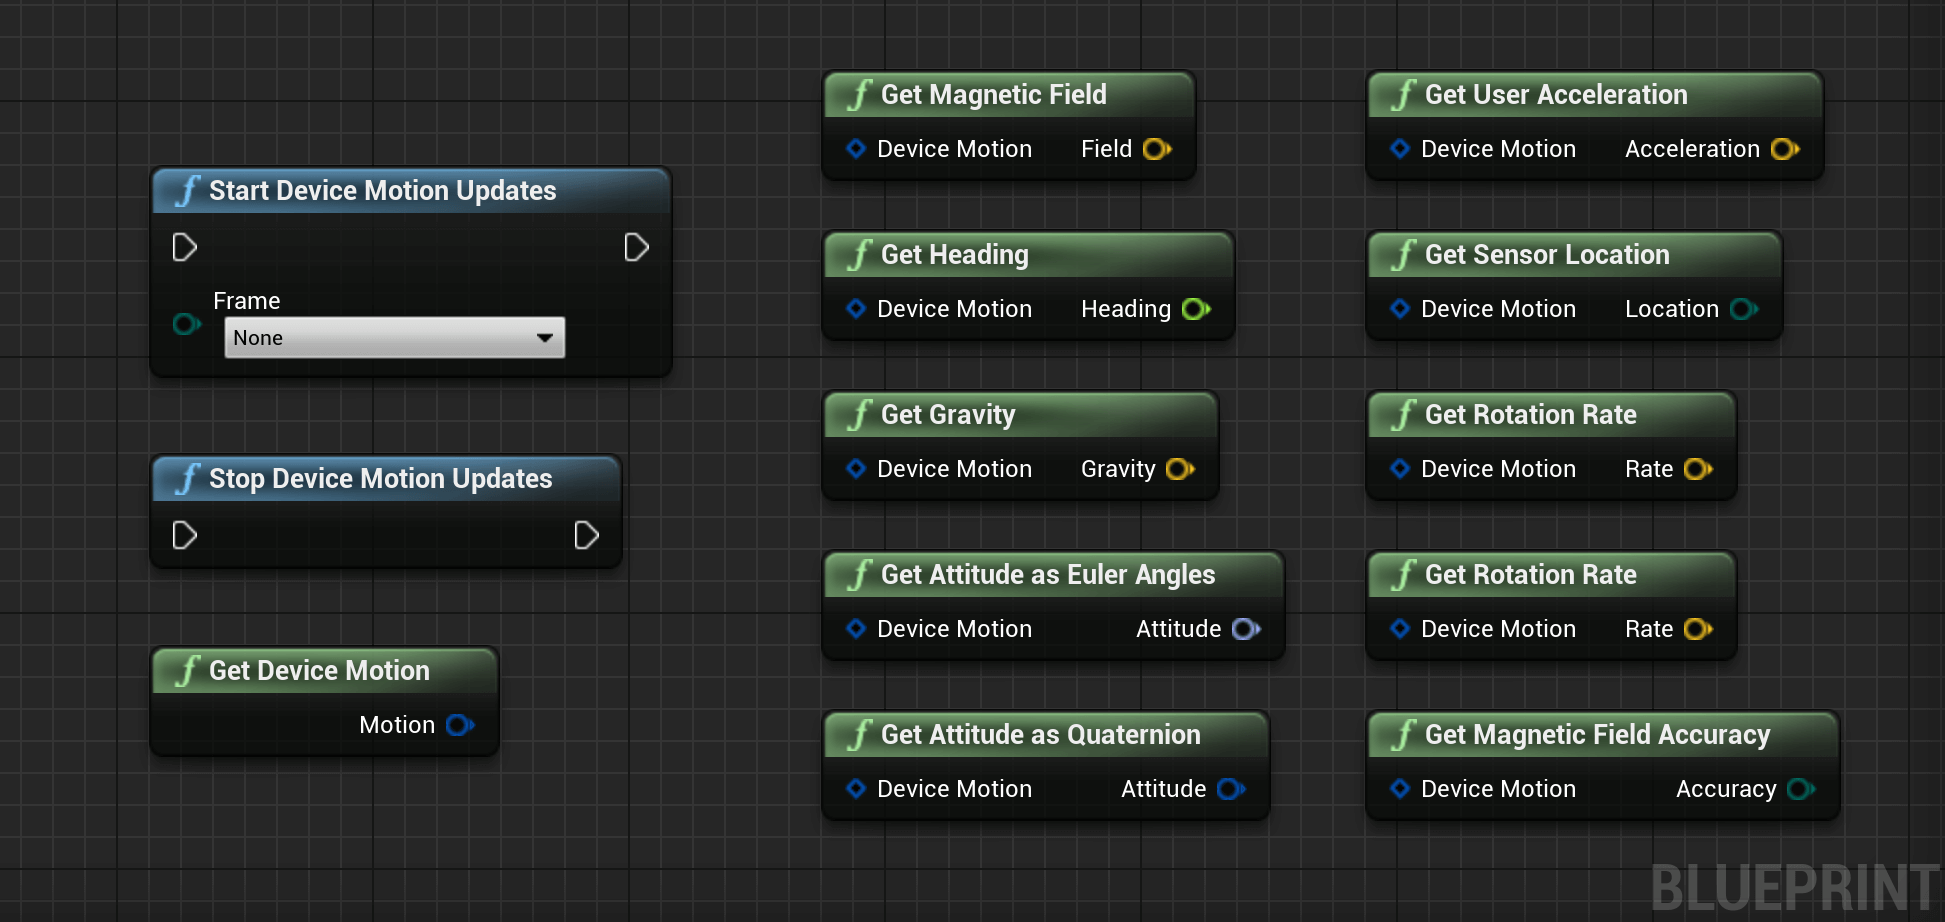 Start Device Motion Updates
Frame
None
Stop Device Motion Updates
Get Device Motion
Motion
Get Magnetic Field
Device Motion Field
Get Heading
Device Motion Heading
Get Gravity
Device Motion Gravity
Get Attitude as Euler Angles
Device Motion Attitude
Get Attitude as Quaternion
Device Motion Attitude
Get User Acceleration
Device Motion Acceleration
Get Sensor Location
Device Motion Location
Get Rotation Rate
Device Motion Rate
Get Rotation Rate
Device Motion Rate
Get Magnetic Field Accuracy
Device Motion Accuracy
BLUEPRINT